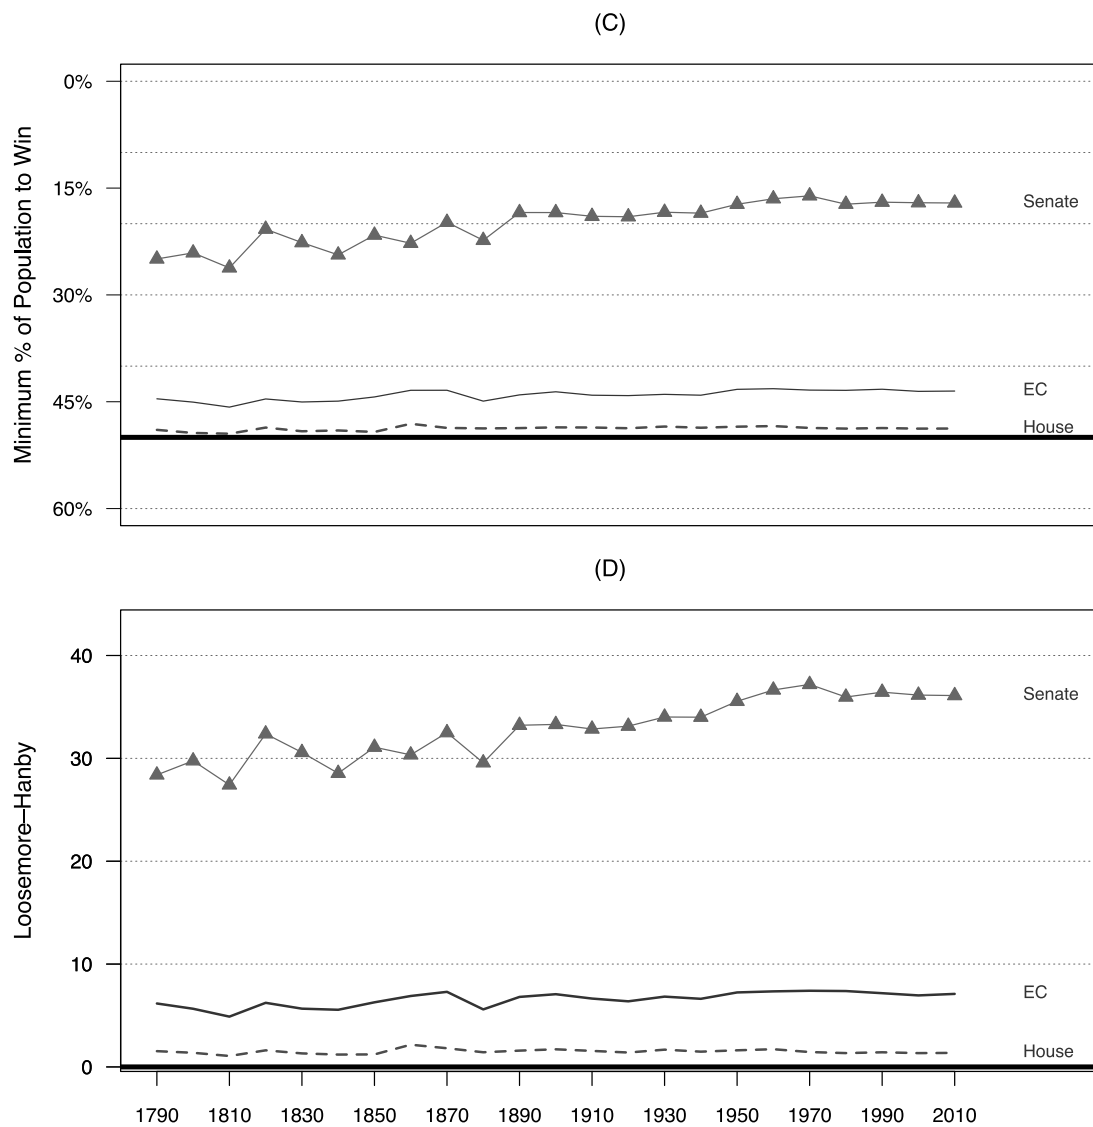 (C)
Minimum % of Population to Win
0%
15%
30%
45%
60%
Senate
EC
House
(D)
Loosemore–Hanby
40
30
20
10
0
Senate
EC
House
1790 1810 1830 1850 1870 1890 1910 1930 1950 1970 1990 2010